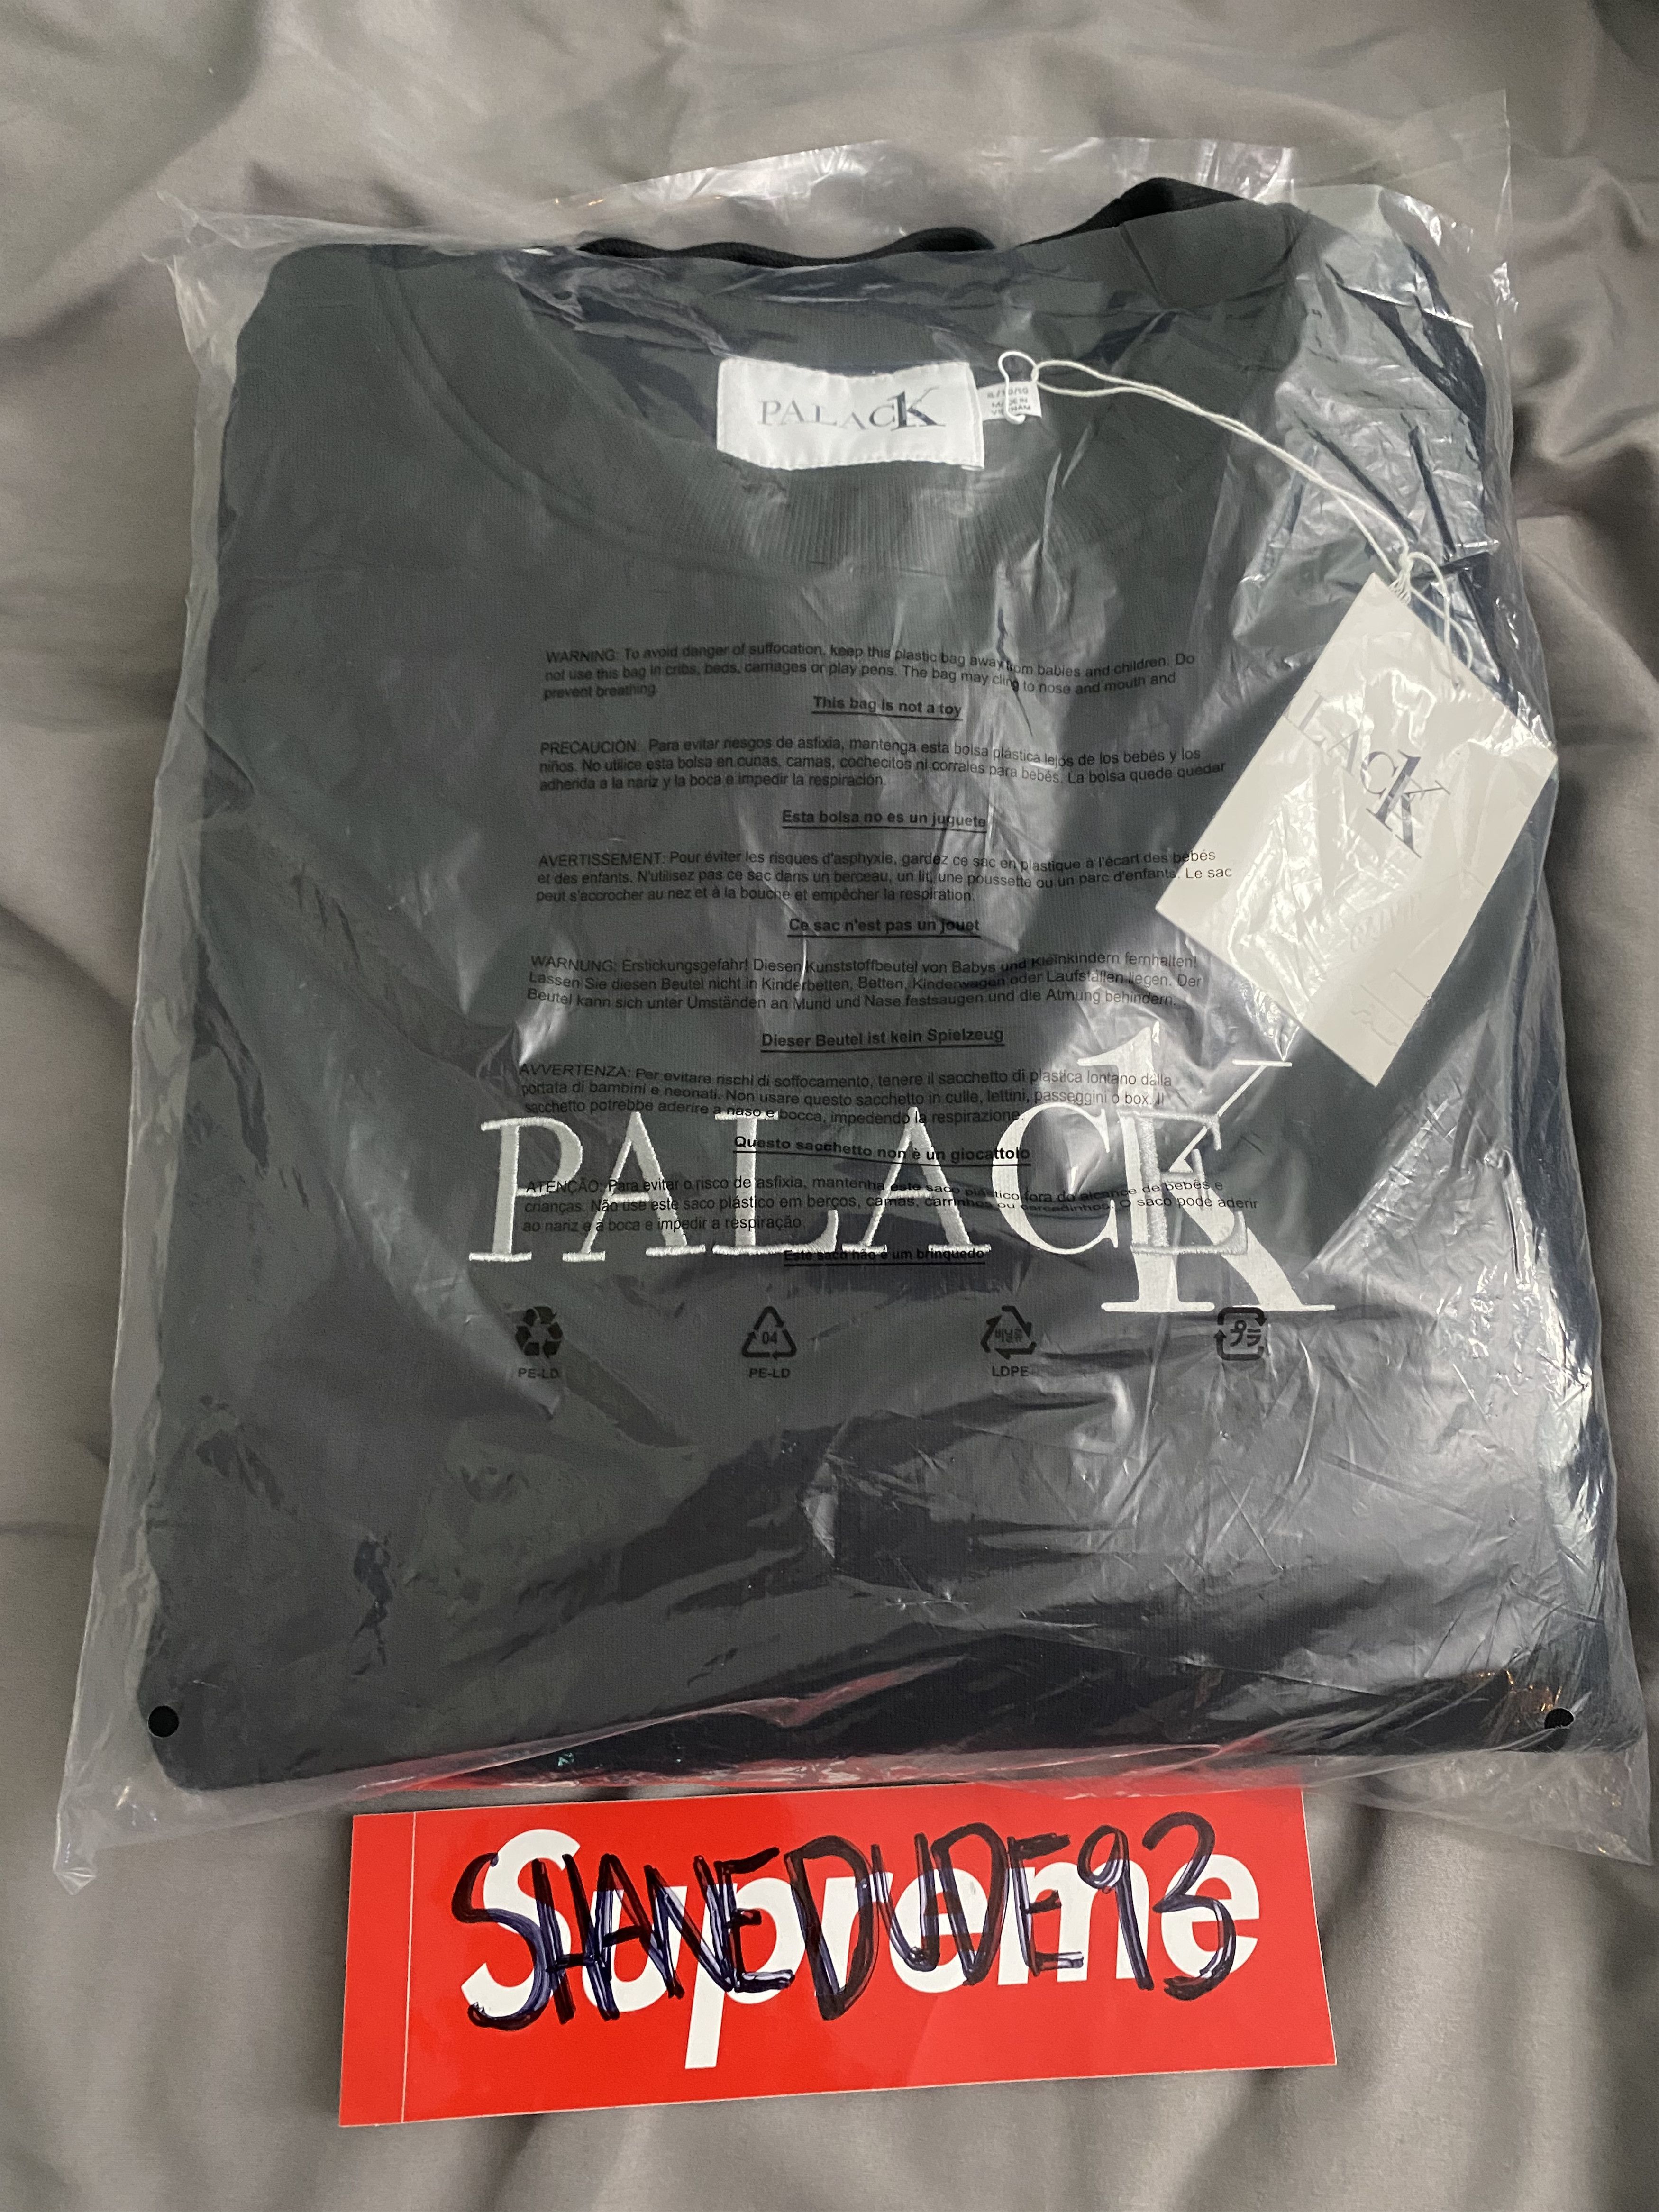 PALACK
MADE IN
WARNING: To avoid danger of suffocation, keep this plastic bag away from babies and children. Do
not use this bag in cribs, beds, carriages or play pens. The bag may cling to nose and mouth and
prevent breathing.
This bag is not a toy
PRECAUCIÓN: Para evitar riesgos de asfixia, mantenga esta bolsa plástica lejos de los bebés y los
niños. No utilice esta bolsa en cunas, camas, cochecitos ni corrales para bebés. La bolsa quede quedar
adherida a la nariz y la boca e impedir la respiración.
Esta bolsa no es un juguete
AVERTISSEMENT: Pour éviter les risques d'asphyxie, gardez ce sac en plastique à l'écart des bébés
et des enfants. N'utilisez pas ce sac dans un berceau, un lit, une poussette ou un parc d'enfants. Le sac
peut s'accrocher au nez et à la bouche et empêcher la respiration.
Ce sac n'est pas un jouet
WARNUNG: Erstickungsgefahr! Diesen Kunststoffbeutel von Babys und Kleinkindern fernhalten!
Lassen Sie diesen Beutel nicht in Kinderbetten, Betten, Kinderwagen oder Laufställen liegen. Der
Beutel kann sich unter Umständen an Mund und Nase festsaugen und die Atmung behindern.
Dieser Beutel ist kein Spielzeug
AVVERTENZA: Per evitare rischi di soffocamento, tenere il sacchetto di plastica lontano dalla
portata di bambini e neonati. Non usare questo sacchetto in culle, lettini, passeggini o box. Il
sacchetto potrebbe aderire a naso e bocca, impedendo la respirazione.
Questo sacchetto non è un giocattolo
ATENÇÃO: Para evitar o risco de asfixia, mantenha este saco plástico fora do alcance de bebés e
crianças. Não use este saco plástico em berços, camas, carrinhos ou cercadinhos. O saco pode aderir
ao nariz e à boca e impedir a respiração
Este saco não é um brinquedo
LACK
PALACE
CK
04
비닐류
プラ
PE-LD
PE-LD
LDPE
Supreme
SHANEDUDE93